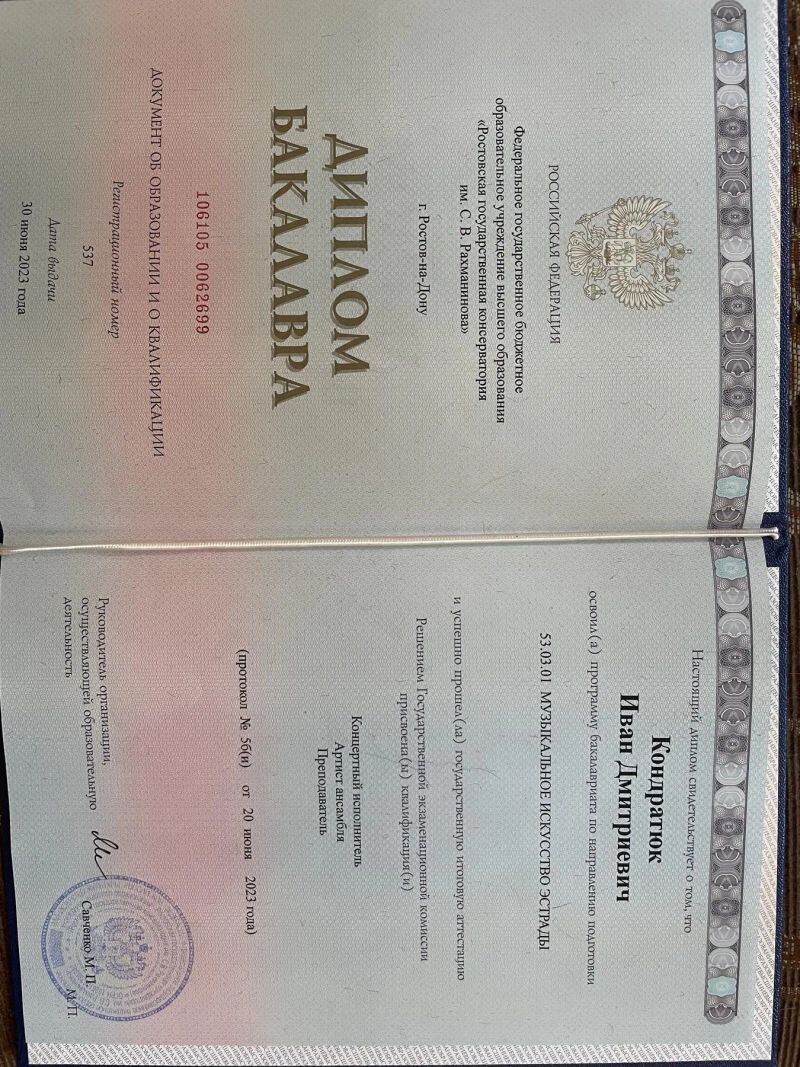 РОССИЙСКАЯ ФЕДЕРАЦИЯ
Федеральное государственное бюджетное
образовательное учреждение высшего образования
«Ростовская государственная консерватория
им. С. В. Рахманинова»
г. Ростов-на-Дону
ДИПЛОМ
БАКАЛАВРА
106105 0062699
ДОКУМЕНТ ОБ ОБРАЗОВАНИИ И О КВАЛИФИКАЦИИ
Регистрационный номер
537
Дата выдачи
30 июня 2023 года
Настоящий диплом свидетельствует о том, что
Кондратюк
Иван Дмитриевич
освоил(а) программу бакалавриата по направлению подготовки
53.03.01 МУЗЫКАЛЬНОЕ ИСКУССТВО ЭСТРАДЫ
и успешно прошел(ла) государственную итоговую аттестацию
Решением Государственной экзаменационной комиссии
присвоена(ы) квалификация(и)
Концертный исполнитель
Артист ансамбля
Преподаватель
(протокол № 5б(и) от 20 июня 2023 года)
Руководитель организации,
осуществляющей образовательную
деятельность
Савченко М. П.
М. П.